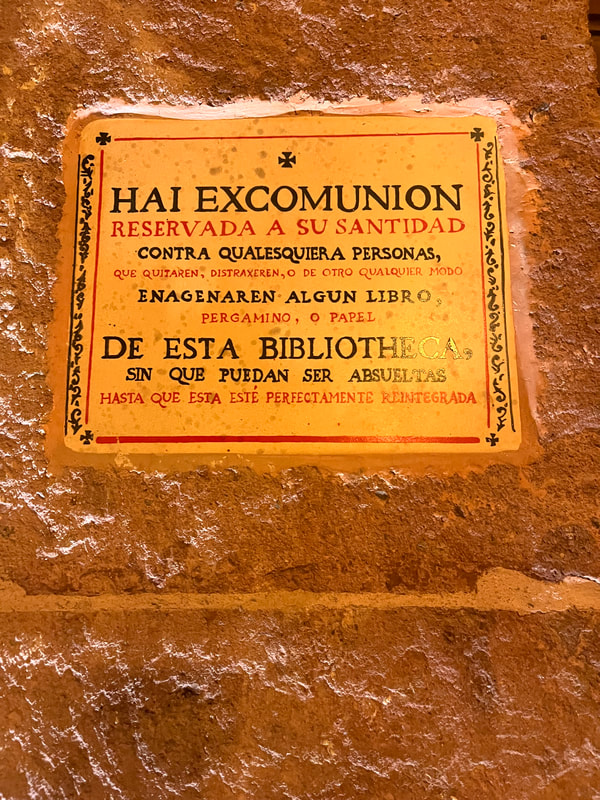 HAI EXCOMUNION
RESERVADA A SU SANTIDAD
CONTRA QUALESQUIERA PERSONAS,
QUE QUITAREN, DISTRAXEREN, O DE OTRO QUALQUIER MODO
ENAGENAREN ALGUN LIBRO,
PERGAMINO, O PAPEL
DE ESTA BIBLIOTHECA,
SIN QUE PUEDAN SER ABSUELTAS
HASTA QUE ESTA ESTÉ PERFECTAMENTE REINTEGRADA